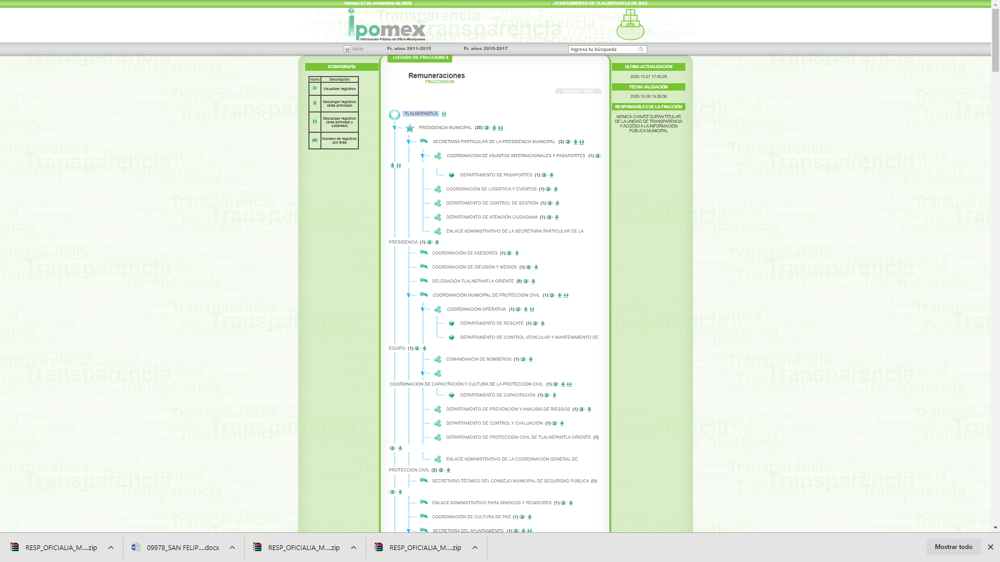 Viernes 27 de noviembre de 2020
AYUNTAMIENTO DE TLALNEPANTLA DE BAZ
ipomex
Información Pública de Oficio Mexiquense
Inicio
Fr. años 2011-2015
Fr. años 2015-2017
Ingresa tu búsqueda
ICONOGRAFÍA
Icono Descripción
Visualizar registros
Descargar registros
(área principal)
Descargar registros
(área principal y
subáreas)
(#) Número de registros
por área
LISTADO DE FRACCIONES
Remuneraciones
FRACCIÓNVIII
Ejercicio: 2015
TLALNEPANTLA
PRESIDENCIA MUNICIPAL (20)
SECRETARÍA PARTICULAR DE LA PRESIDENCIA MUNICIPAL (2)
COORDINACIÓN DE ASUNTOS INTERNACIONALES Y PASAPORTES (1)
DEPARTAMENTO DE PASAPORTES (1)
COORDINACIÓN DE LOGISTICA Y EVENTOS (1)
DEPARTAMENTO DE CONTROL DE GESTIÓN (1)
DEPARTAMENTO DE ATENCIÓN CIUDADANA (1)
ENLACE ADMINISTRATIVO DE LA SECRETARIA PARTICULAR DE LA
PRESIDENCIA (1)
COORDINACIÓN DE ASESORES (1)
COORDINACIÓN DE DIFUSIÓN Y MEDIOS (1)
DELEGACIÓN TLALNEPANTLA ORIENTE (9)
COORDINACIÓN MUNICIPAL DE PROTECCIÓN CÍVIL (1)
COORDINACIÓN OPERATIVA (1)
DEPARTAMENTO DE RESCATE (1)
DEPARTAMENTO DE CONTROL VEHICULAR Y MANTENIMIENTO DE
EQUIPO (1)
COMANDANCIA DE BOMBEROS (1)
COORDINACIÓN DE CAPACITACIÓN Y CULTURA DE LA PROTECCIÓN CIVIL (1)
DEPARTAMENTO DE CAPACITACIÓN (1)
DEPARTAMENTO DE PREVENCIÓN Y ANÁLISIS DE RIESGOS (1)
DEPARTAMENTO DE CONTROL Y EVALUACIÓN (1)
DEPARTAMENTO DE PROTECCIÓN CIVIL DE TLALNEPANTLA ORIENTE (1)
ENLACE ADMINISTRATIVO DE LA COORDINACIÓN GENERAL DE
PROTECCIÓN CIVIL (2)
SECRETARIO TÉCNICO DEL CONSEJO MUNICIPAL DE SEGURIDAD PÚBLICA (1)
ENLACE ADMINISTRATIVO PARA SÍNDICOS Y REGIDORES (1)
COORDINACIÓN DE CULTURA DE PAZ (1)
SECRETARÍA DEL AYUNTAMIENTO (1)
ULTIMA ACTUALIZACIÓN
2020-10-27 17:55:29
FECHA VALIDACIÓN
2020-10-28 14:29:36
RESPONSABLES DE LA FRACCIÓN
MÓNICA CHAVEZ DURÁN TITULAR
DE LA UNIDAD DE TRANSPARENCIA
Y ACCESO A LA INFORMACIÓN
PÚBLICA MUNICIPAL
RESP_OFICIALIA_M....zip
09978_SAN FELIP....docx
RESP_OFICIALIA_M....zip
RESP_OFICIALIA_M....zip
Mostrar todo